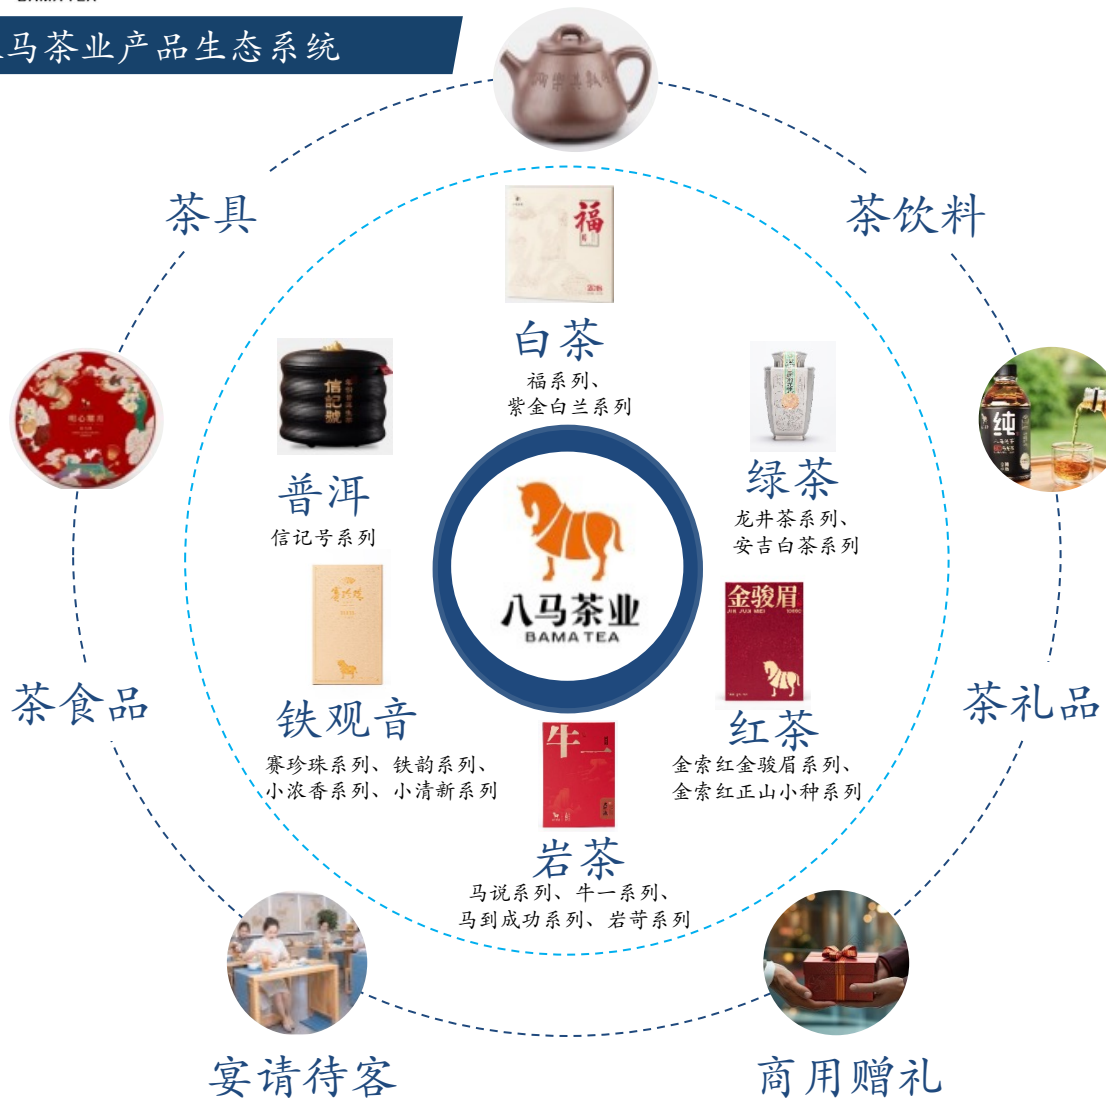 马茶业产品生态系统
茶具
茶饮料
福
白茶
福系列、
紫金白兰系列
信記號
普洱
信记号系列
绿茶
龙井茶系列、
安吉白茶系列
纯
八马茶业
BAMA TEA
金骏眉
JIN JUN MEI
茶食品
茶礼品
铁观音
赛珍珠系列、铁韵系列、
小浓香系列、小清新系列
红茶
金索红金骏眉系列、
金索红正山小种系列
牛一
岩茶
马说系列、牛一系列、
马到成功系列、岩苛系列
宴请待客
商用赠礼